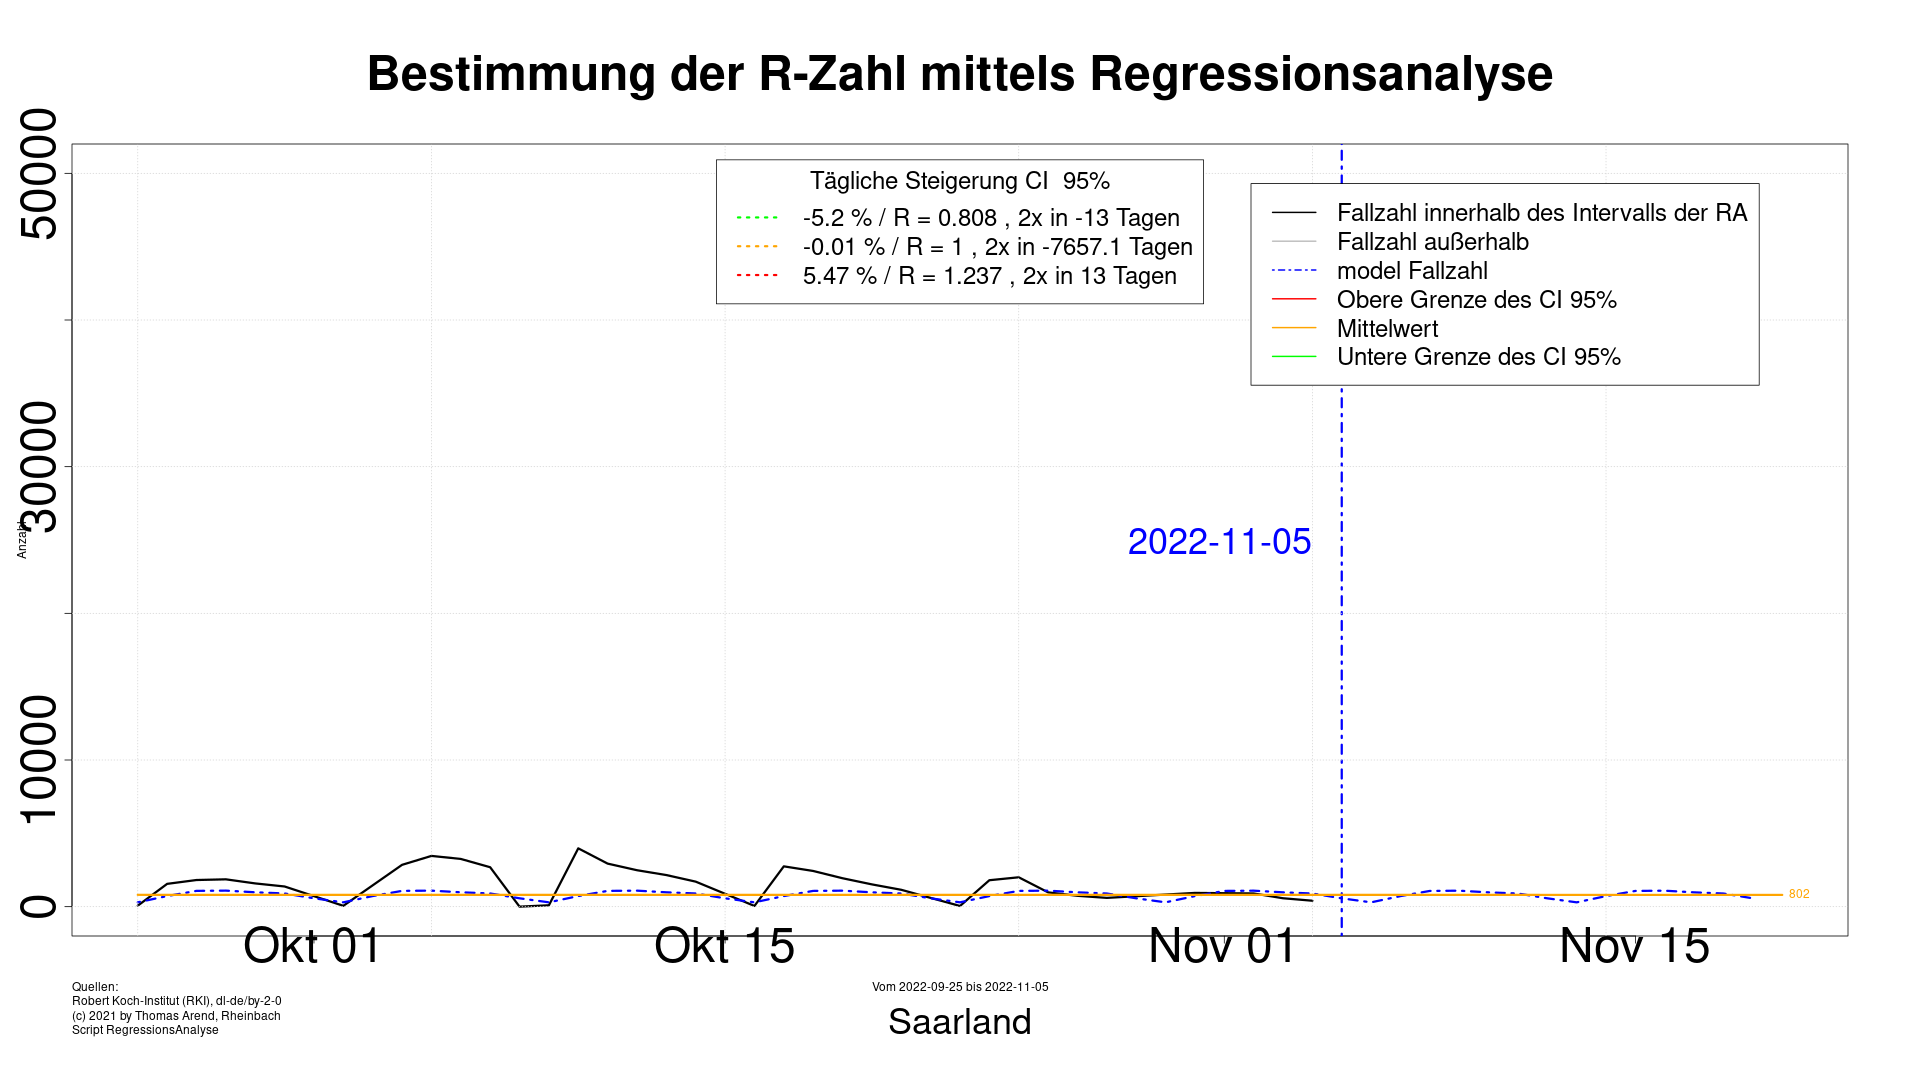 Bestimmung der R-Zahl mittels Regressionsanalyse
50000
30000
10000
0
Anzahl
Tägliche Steigerung CI  95%
-5.2 % / R = 0.808 , 2x in -13 Tagen
-0.01 % / R = 1 , 2x in -7657.1 Tagen
5.47 % / R = 1.237 , 2x in 13 Tagen
Fallzahl innerhalb des Intervalls der RA
Fallzahl außerhalb
model Fallzahl
Obere Grenze des CI 95%
Mittelwert
Untere Grenze des CI 95%
2022-11-05
802
Okt 01
Okt 15
Nov 01
Nov 15
Quellen:
Robert Koch-Institut (RKI), dl-de/by-2-0
(c) 2021 by Thomas Arend, Rheinbach
Script RegressionsAnalyse
Vom 2022-09-25 bis 2022-11-05
Saarland